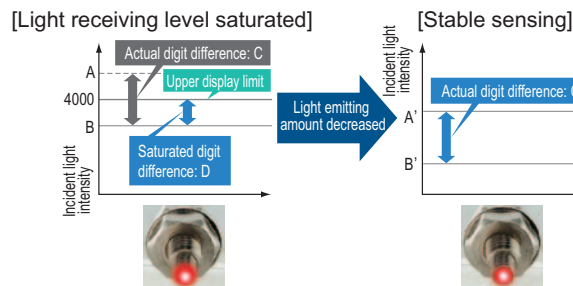 [Light receiving level saturated]
Actual digit difference: C
A
Upper display limit
4000
B
Saturated digit
difference: D
Incident light
intensity
Light emitting
amount decreased
[Stable sensing]
Incident light
intensity
Actual digit difference:
A'
B'